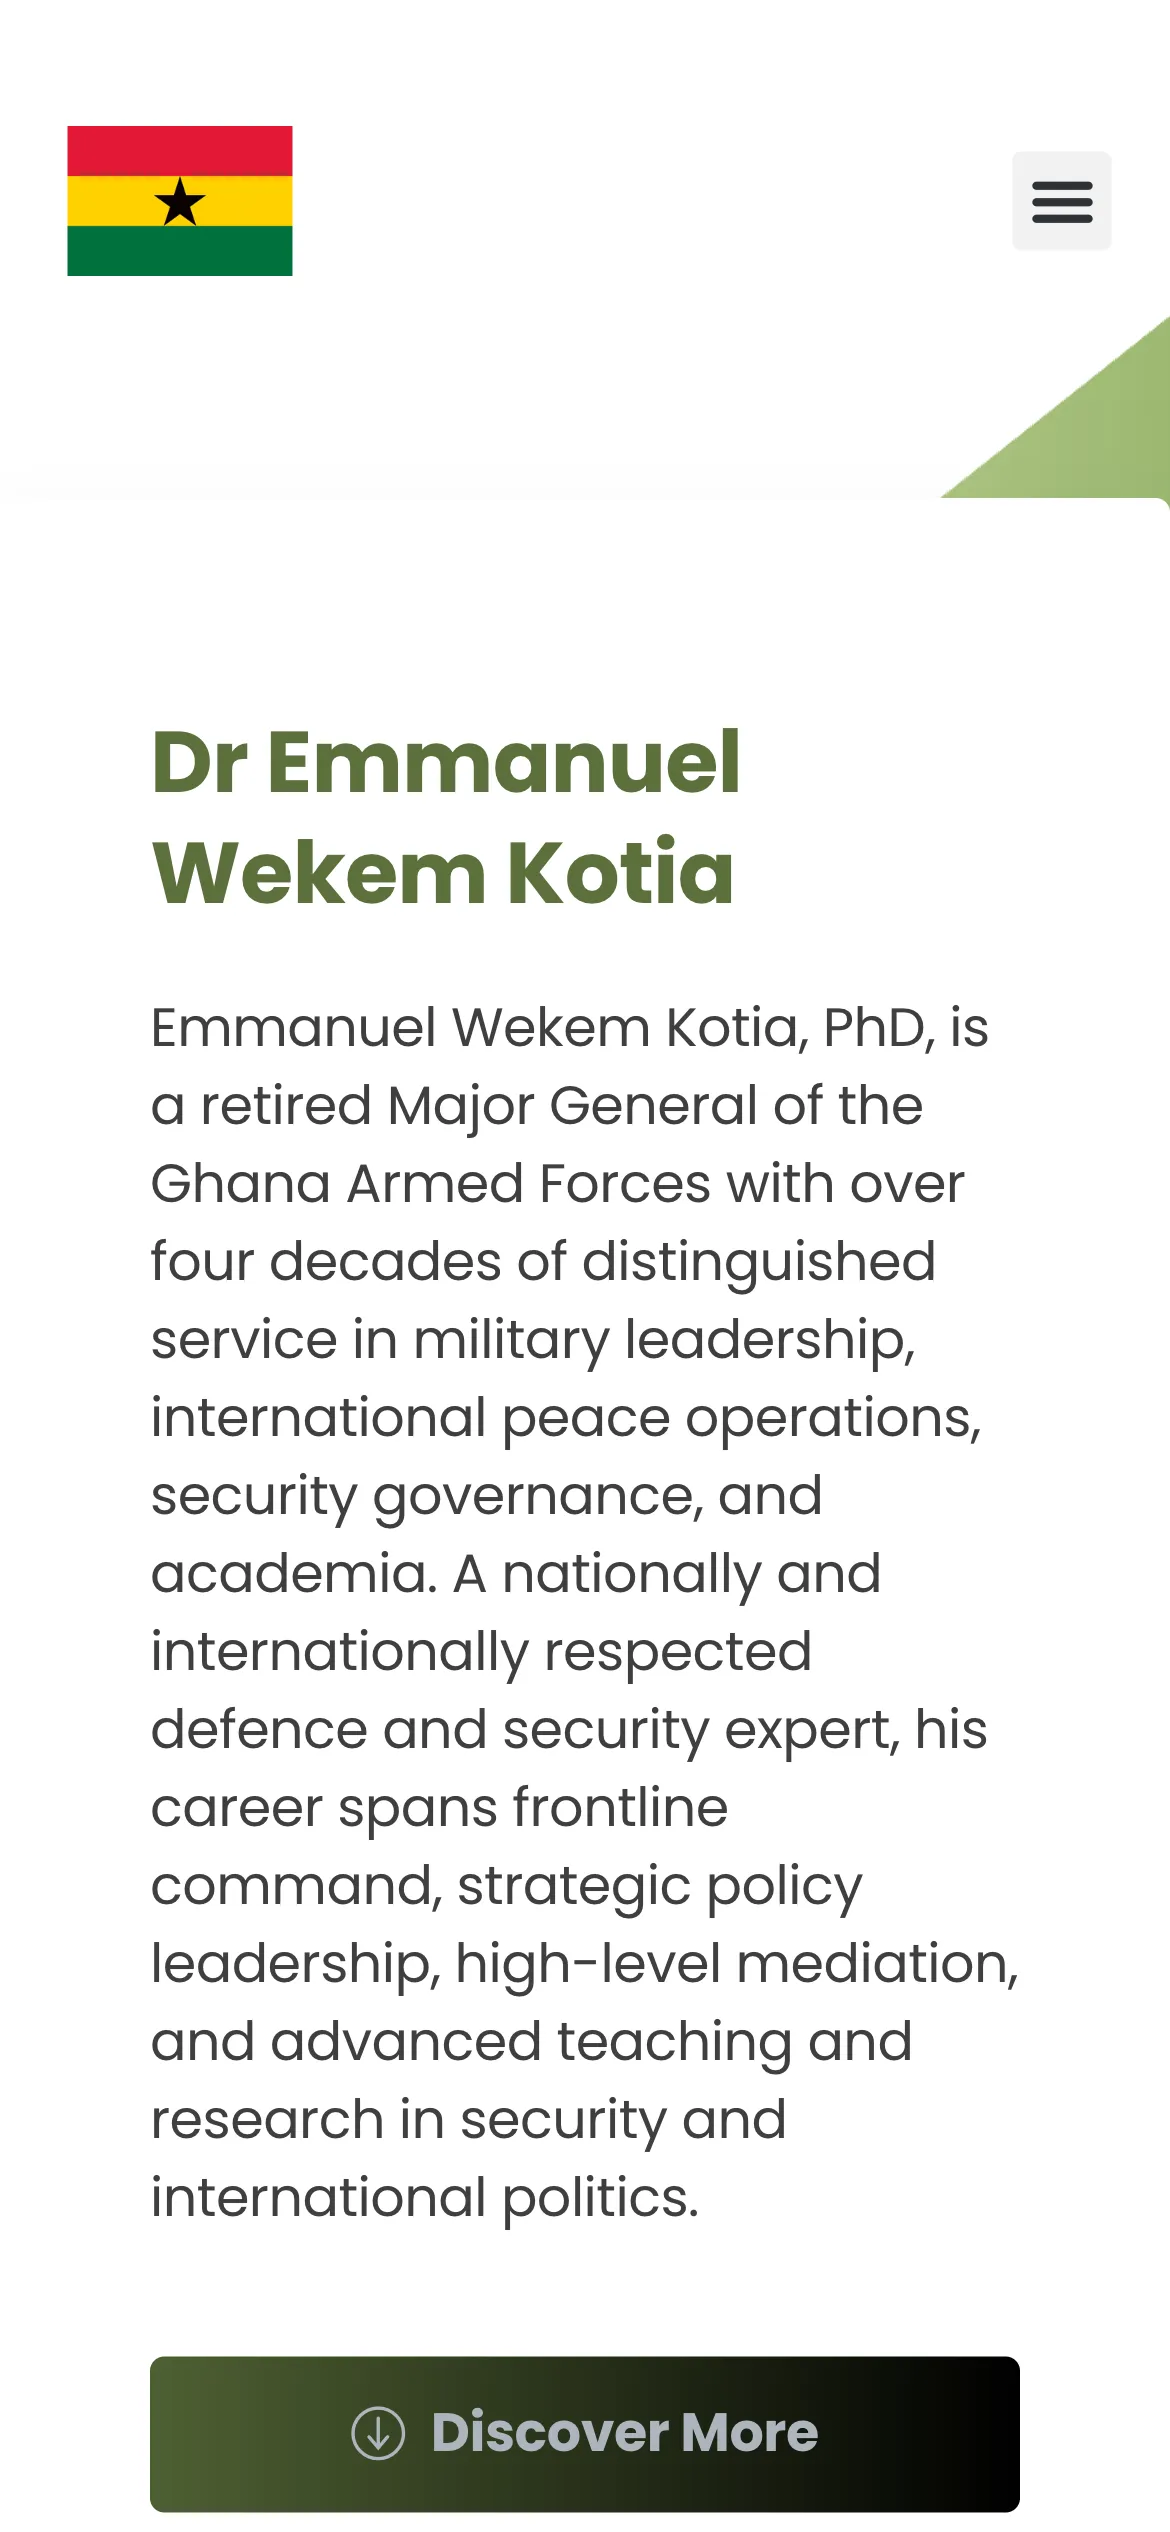 Dr Emmanuel
Wekem Kotia
Emmanuel Wekem Kotia, PhD, is
a retired Major General of the
Ghana Armed Forces with over
four decades of distinguished
service in military leadership,
international peace operations,
security governance, and
academia. A nationally and
internationally respected
defence and security expert, his
career spans frontline
command, strategic policy
leadership, high-level mediation,
and advanced teaching and
research in security and
international politics.
Discover More